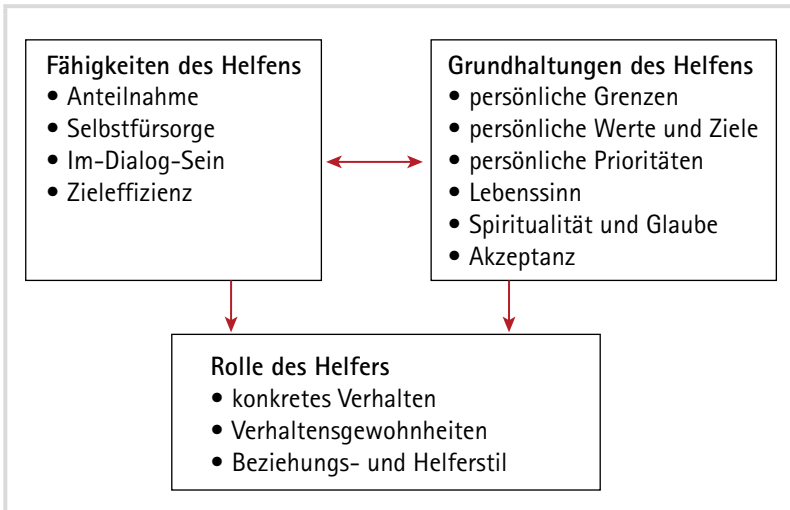 Fähigkeiten des Helfens
• Anteilnahme
• Selbstfürsorge
• Im-Dialog-Sein
• Zieleffizienz
Grundhaltungen des Helfens
• persönliche Grenzen
• persönliche Werte und Ziele
• persönliche Prioritäten
• Lebenssinn
• Spiritualität und Glaube
• Akzeptanz
Rolle des Helfers
• konkretes Verhalten
• Verhaltensgewohnheiten
• Beziehungs- und Helferstil